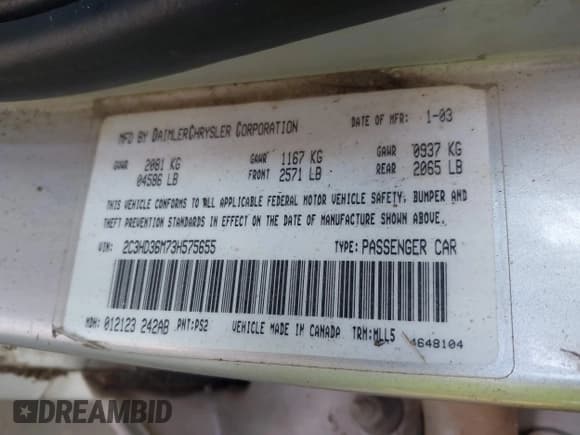 MFD BY DAIMLERCHRYSLER CORPORATION DATE OF MFR: 1-03
GVWR 2081 KG GAWR 1167 KG GAWR 0937 KG
04586 LB FRONT 2571 LB REAR 2065 LB
THIS VEHICLE CONFORMS TO ALL APPLICABLE FEDERAL MOTOR VEHICLE SAFETY, BUMPER AND
THEFT PREVENTION STANDARDS IN EFFECT ON THE DATE OF MANUFACTURE SHOWN ABOVE.
VIN: 2C3HD36M73H575655 TYPE: PASSENGER CAR
MDH: 012123 242AB PNT: PS2 VEHICLE MADE IN CANADA TRM: MLL5 4648104
DREAMBID